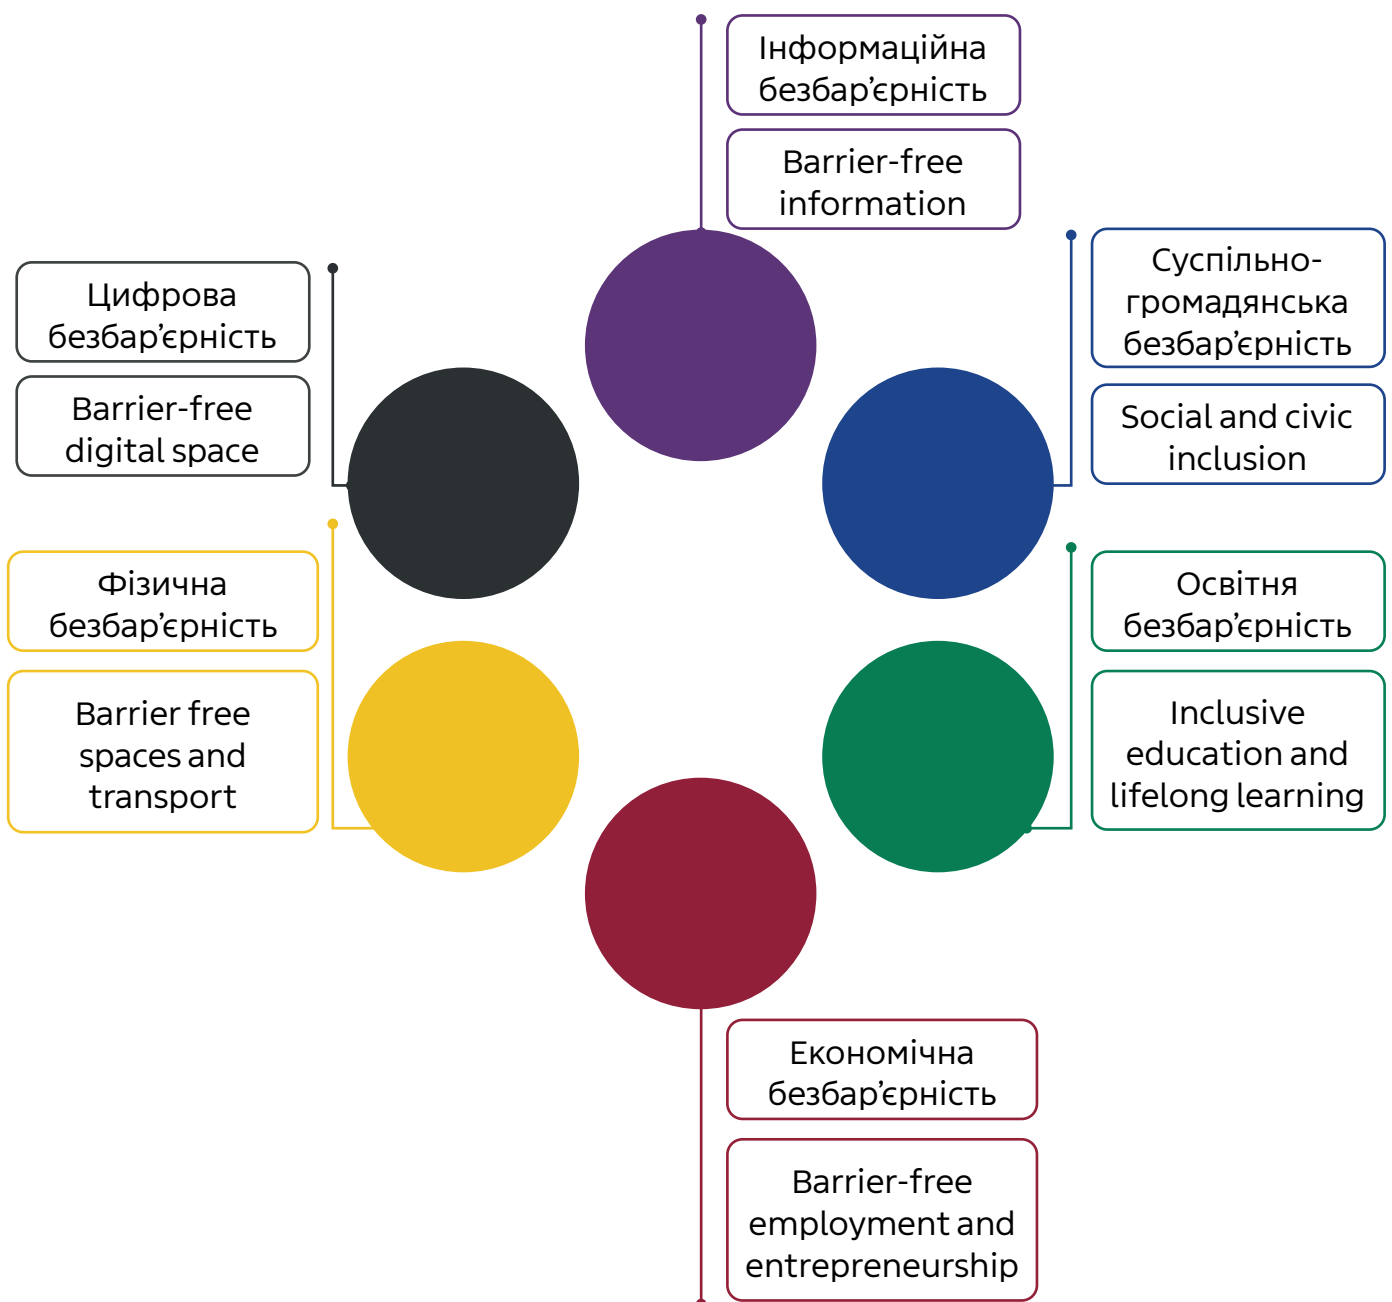 Інформаційна
безбар’єрність
Barrier-free
information
Суспільно-
громадянська
безбар’єрність
Social and civic
inclusion
Цифрова
безбар’єрність
Barrier-free
digital space
Фізична
безбар’єрність
Barrier free
spaces and
transport
Освітня
безбар’єрність
Inclusive
education and
lifelong learning
Економічна
безбар’єрність
Barrier-free
employment and
entrepreneurship